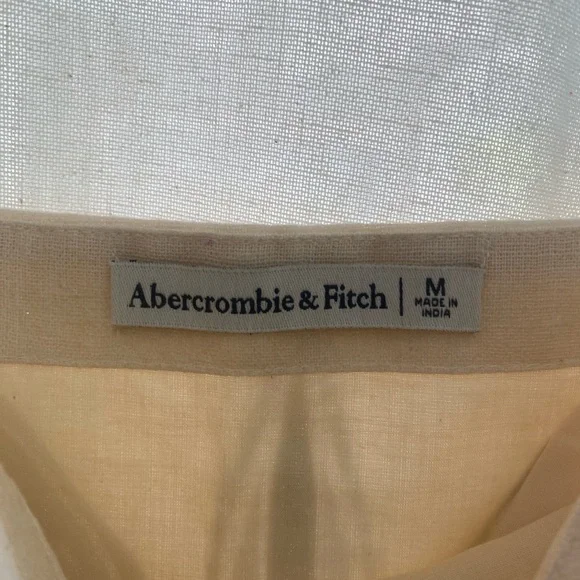 Abercrombie & Fitch | M
MADE IN
INDIA